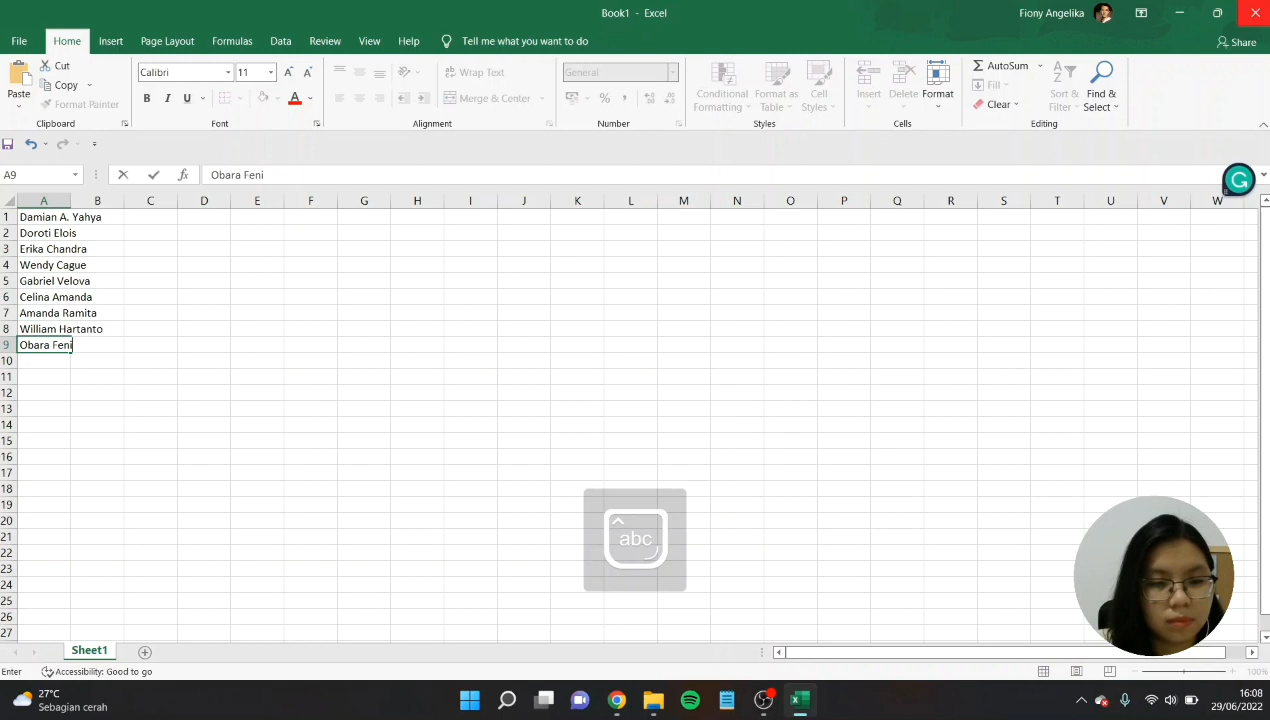 Book1 - Excel
Fiony Angelika
File Home Insert Page Layout Formulas Data Review View Help Tell me what you want to do
Share
Paste
Cut
Copy
Format Painter
Clipboard
Calibri 11
B I U A
Font
Wrap Text
Merge & Center
Alignment
General
%
Number
Conditional Formatting
Format as Table
Cell Styles
Styles
Insert Delete Format
Cells
AutoSum
Fill
Clear
Sort & Filter
Find & Select
Editing
A9 fx Obara Feni
A B C D E F G H I J K L M N O P Q R S T U V W
1 Damian A. Yahya
2 Doroti Elois
3 Erika Chandra
4 Wendy Cague
5 Gabriel Velova
6 Celina Amanda
7 Amanda Ramita
8 William Hartanto
9 Obara Feni
10
11
12
13
14
15
16
17
18
19
20
21
22
23
24
25
26
27
abc
Sheet1
Enter Accessibility: Good to go 100%
27°C
Sebagian cerah
16:08
29/06/2022